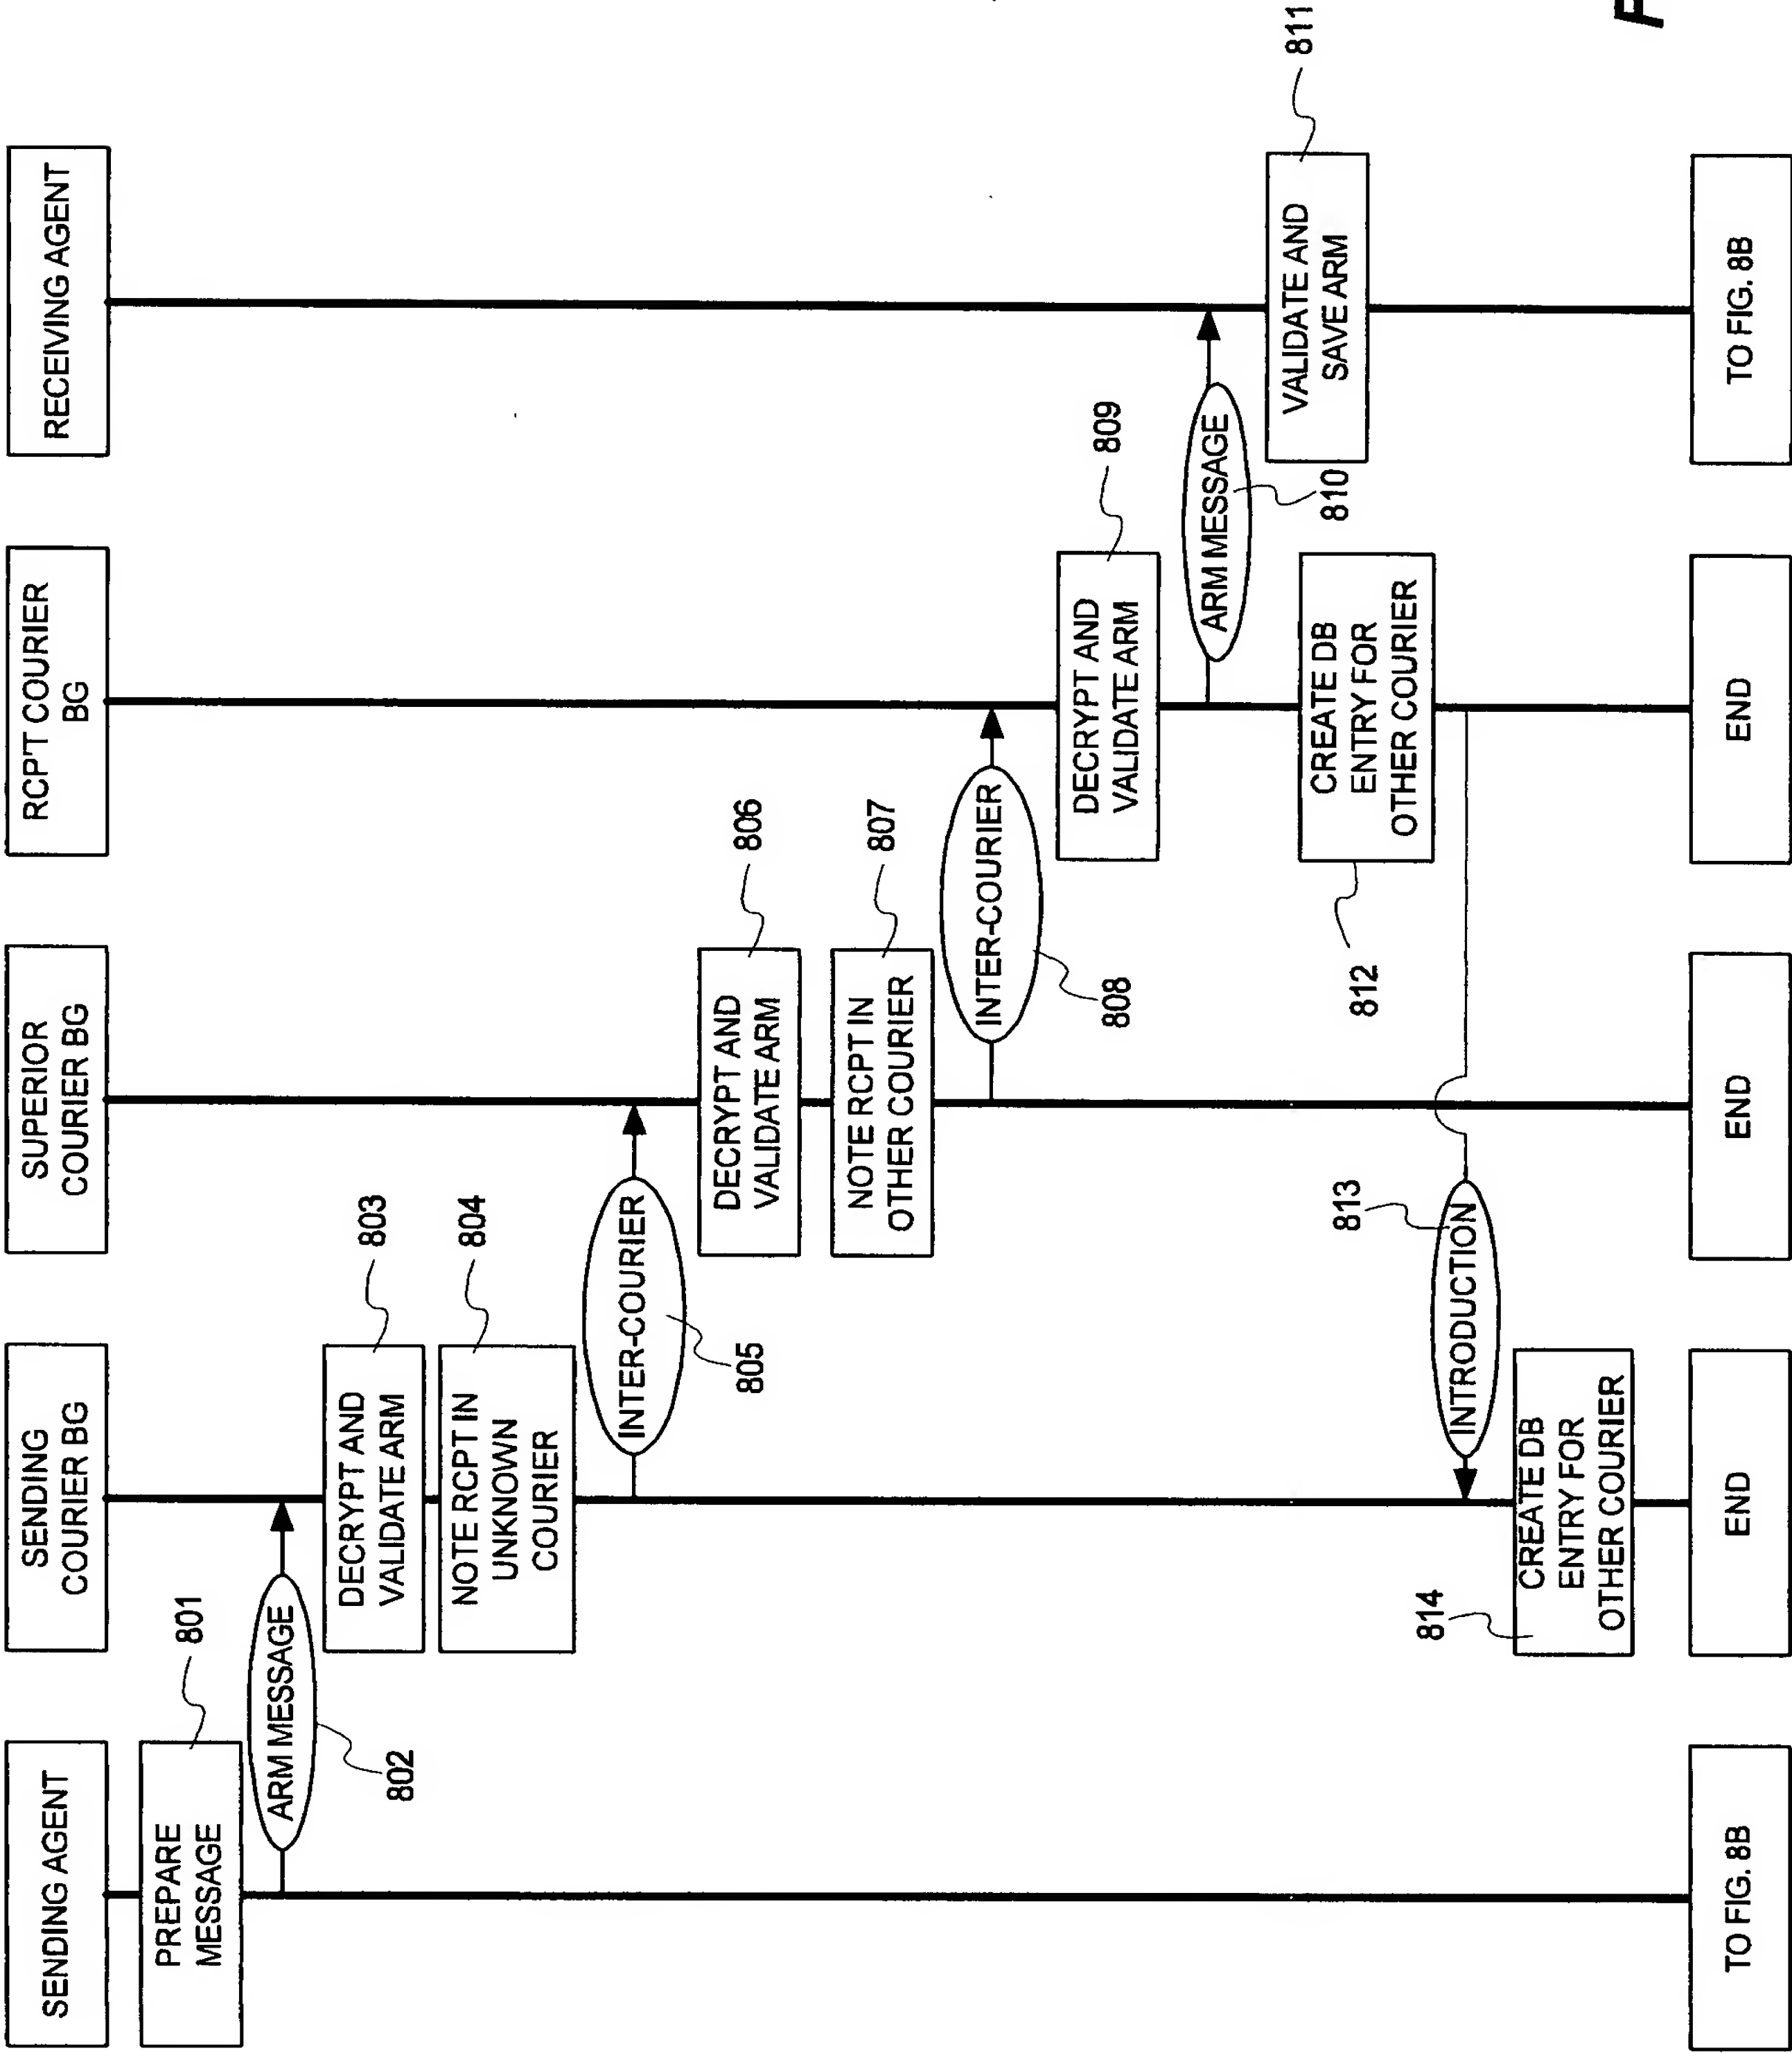 SENDING AGENT
SENDING
COURIER BG
SUPERIOR
COURIER BG
RCPT COURIER
BG
RECEIVING AGENT
PREPARE
MESSAGE
801
ARM MESSAGE
802
DECRYPT AND
VALIDATE ARM
803
NOTE RCPT IN
UNKNOWN
COURIER
804
INTER-COURIER
805
DECRYPT AND
VALIDATE ARM
806
NOTE RCPT IN
OTHER COURIER
807
INTER-COURIER
808
DECRYPT AND
VALIDATE ARM
809
ARM MESSAGE
810
VALIDATE AND
SAVE ARM
811
CREATE DB
ENTRY FOR
OTHER COURIER
812
INTRODUCTION
813
CREATE DB
ENTRY FOR
OTHER COURIER
814
TO FIG. 8B
END
END
END
TO FIG. 8B
F